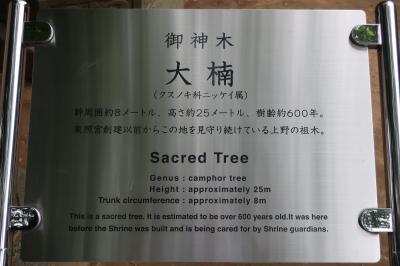 御神木
大楠
(クスノキ科ニッケイ属)
幹周囲約8メートル、高さ約25メートル、樹齢約600年。
東照宮創建以前からこの地を見守り続けている上野の祖木。
Sacred Tree
Genus : camphor tree
Height : approximately 25m
Trunk circumference : approximately 8m
This is a sacred tree. It is estimated to be over 600 years old.It was here
before the Shrine was built and is being cared for by Shrine guardians.